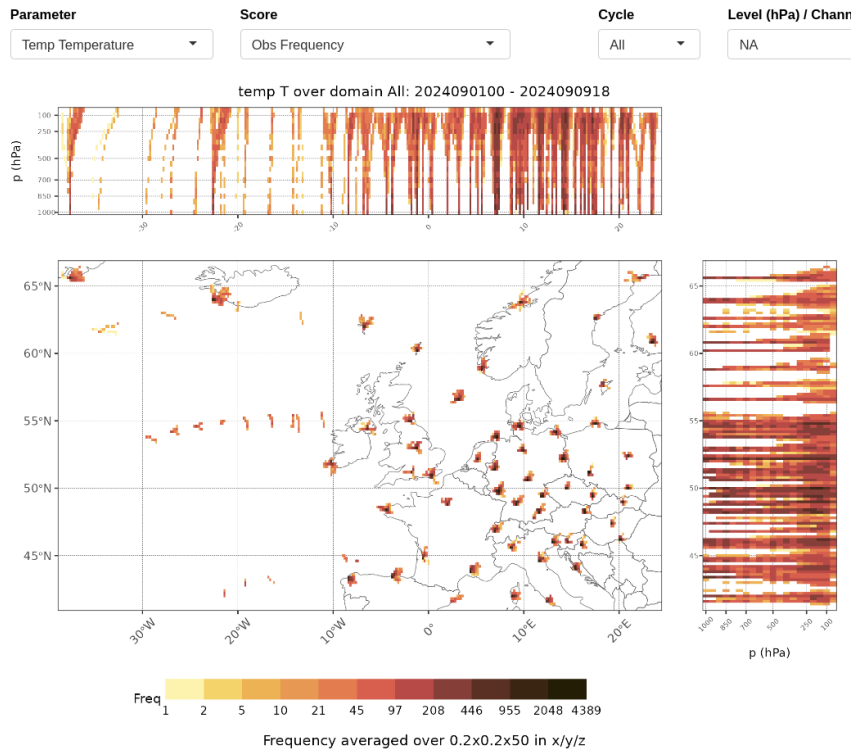 Parameter Score Cycle Level (hPa) / Chann
Temp Temperature Obs Frequency All NA
temp T over domain All: 2024090100 - 2024090918
p (hPa)
100
250
500
700
850
1000
-30 -20 -10 0 10 20
65°N
60°N
55°N
50°N
45°N
30°W 20°W 10°W 0° 10°E 20°E
65
60
55
50
45
1000 850 700 500 250 100
p (hPa)
Freq
1 2 5 10 21 45 97 208 446 955 2048 4389
Frequency averaged over 0.2x0.2x50 in x/y/z